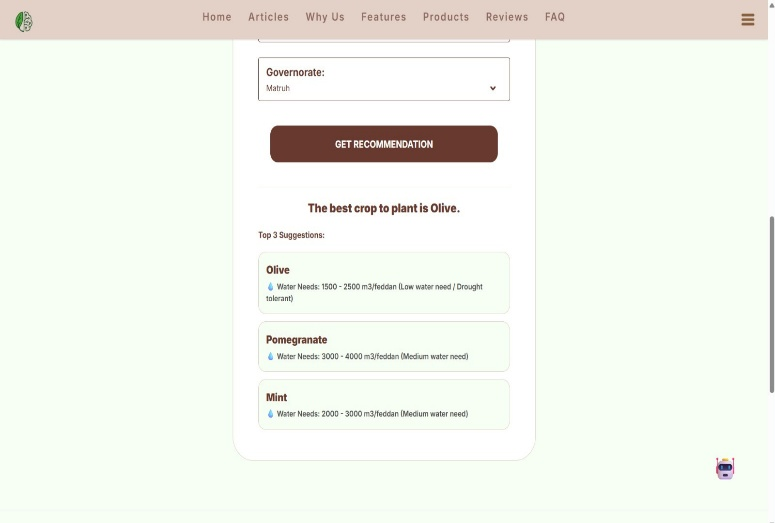 Home Articles Why Us Features Products Reviews FAQ
Governorate:
Matruh
GET RECOMMENDATION
The best crop to plant is Olive.
Top 3 Suggestions:
Olive
💧 Water Needs: 1500 - 2500 m3/feddan (Low water need / Drought
tolerant)
Pomegranate
💧 Water Needs: 3000 - 4000 m3/feddan (Medium water need)
Mint
💧 Water Needs: 2000 - 3000 m3/feddan (Medium water need)